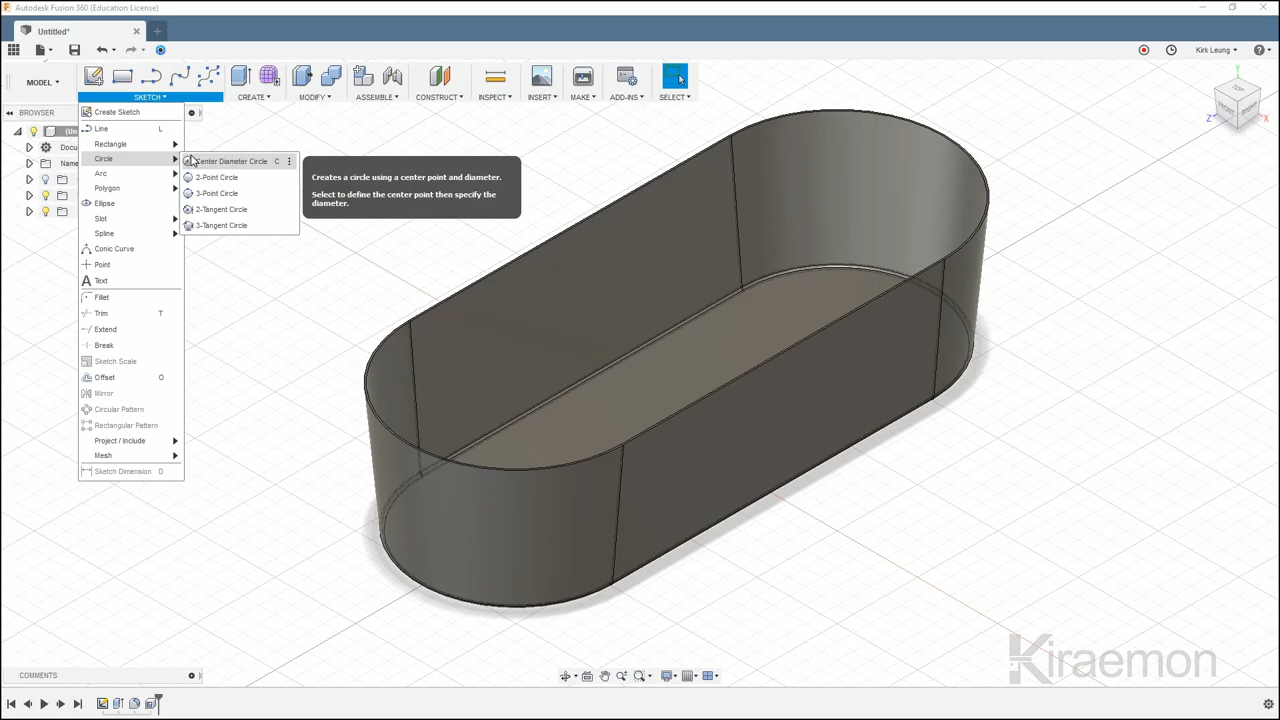 Autodesk Fusion 360 (Education License)
Untitled*
Kirk Leung
MODEL
SKETCH
CREATE
MODIFY
ASSEMBLE
CONSTRUCT
INSPECT
INSERT
MAKE
ADD-INS
SELECT
TOP
Z
X
Y
BROWSER
Create Sketch
Line L
Rectangle
Circle
Arc
Polygon
Ellipse
Slot
Spline
Conic Curve
Point
Text
Fillet
Trim T
Extend
Break
Sketch Scale
Offset O
Mirror
Circular Pattern
Rectangular Pattern
Project / Include
Mesh
Sketch Dimension D
(Un
Docu
Name
Center Diameter Circle C
2-Point Circle
3-Point Circle
2-Tangent Circle
3-Tangent Circle
Creates a circle using a center point and diameter.
Select to define the center point then specify the
diameter.
COMMENTS
Kiraemon